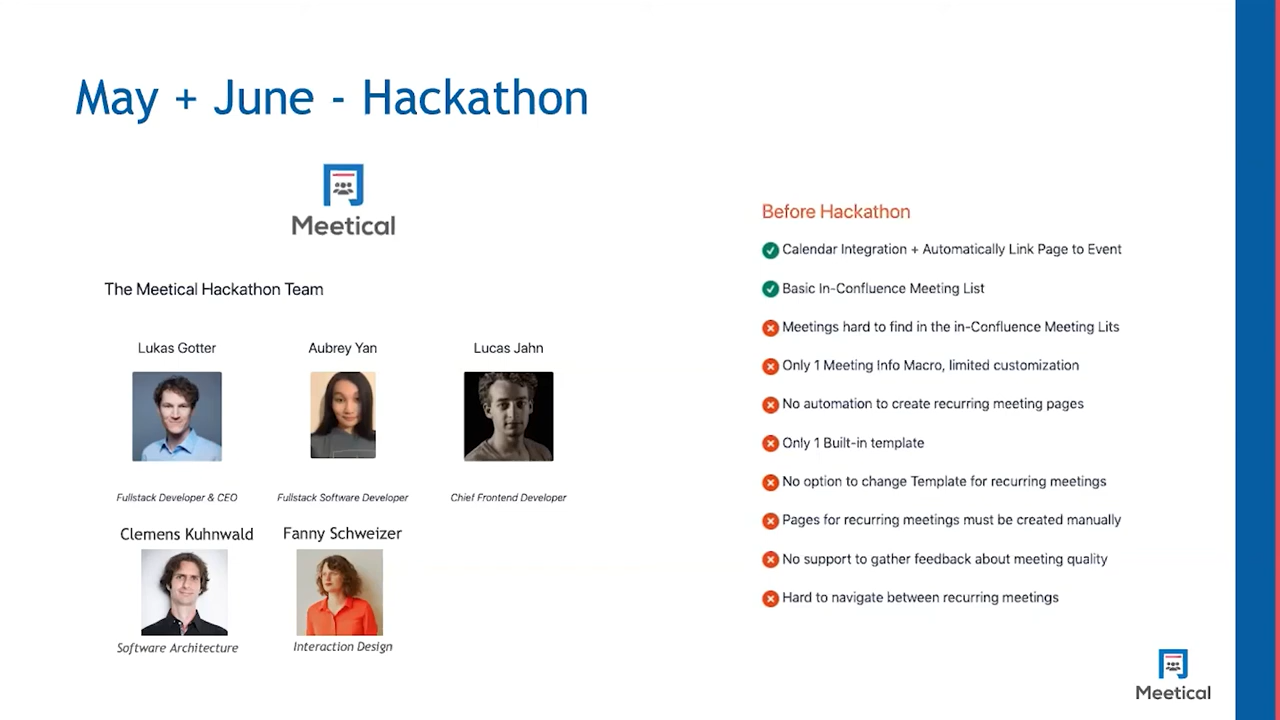 May + June - Hackathon
Meetical
The Meetical Hackathon Team
Lukas Gotter
Aubrey Yan
Lucas Jahn
Fullstack Developer & CEO
Fullstack Software Developer
Chief Frontend Developer
Clemens Kuhnwald
Fanny Schweizer
Software Architecture
Interaction Design
Before Hackathon
Calendar Integration + Automatically Link Page to Event
Basic In-Confluence Meeting List
Meetings hard to find in the in-Confluence Meeting Lits
Only 1 Meeting Info Macro, limited customization
No automation to create recurring meeting pages
Only 1 Built-in template
No option to change Template for recurring meetings
Pages for recurring meetings must be created manually
No support to gather feedback about meeting quality
Hard to navigate between recurring meetings
Meetical